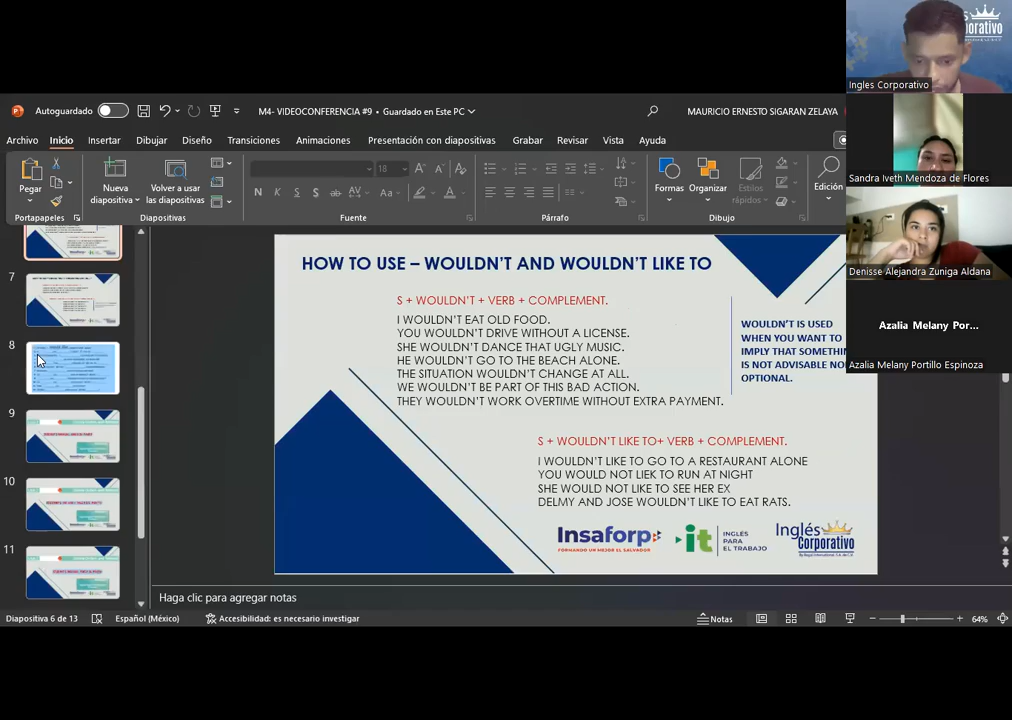 Autoguardado
M4- VIDEOCONFERENCIA #9 • Guardado en Este PC
MAURICIO ERNESTO SIGARAN ZELAYA
Archivo Inicio Insertar Dibujar Diseño Transiciones Animaciones Presentación con diapositivas Grabar Revisar Vista Ayuda
Pegar
Nueva diapositiva
Volver a usar las diapositivas
18
N K S S ab AV Aa A
Formas Organizar Estilos rápidos Edición
Portapapeles Diapositivas Fuente Párrafo Dibujo
7
8
9
10
11
HOW TO USE – WOULDN'T AND WOULDN'T LIKE TO
S + WOULDN'T + VERB + COMPLEMENT.
I WOULDN'T EAT OLD FOOD.
YOU WOULDN'T DRIVE WITHOUT A LICENSE.
SHE WOULDN'T DANCE THAT UGLY MUSIC.
HE WOULDN'T GO TO THE BEACH ALONE.
THE SITUATION WOULDN'T CHANGE AT ALL.
WE WOULDN'T BE PART OF THIS BAD ACTION.
THEY WOULDN'T WORK OVERTIME WITHOUT EXTRA PAYMENT.
WOULDN'T IS USED
WHEN YOU WANT TO
IMPLY THAT SOMETHIN
IS NOT ADVISABLE NO
OPTIONAL.
S + WOULDN'T LIKE TO+ VERB + COMPLEMENT.
I WOULDN'T LIKE TO GO TO A RESTAURANT ALONE
YOU WOULD NOT LIEK TO RUN AT NIGHT
SHE WOULD NOT LIKE TO SEE HER EX
DELMY AND JOSE WOULDN'T LIKE TO EAT RATS.
Insaforp
FORMANDO UN MEJOR EL SALVADOR
it
INGLÉS
PARA
EL TRABAJO
Inglés
Corporativo
Haga clic para agregar notas
Diapositiva 6 de 13 Español (México) Accesibilidad: es necesario investigar Notas 64%
Ingles Corporativo
Sandra Iveth Mendoza de Flores
Denisse Alejandra Zuniga Aldana
Azalia Melany Por...
Azalia Melany Portillo Espinoza